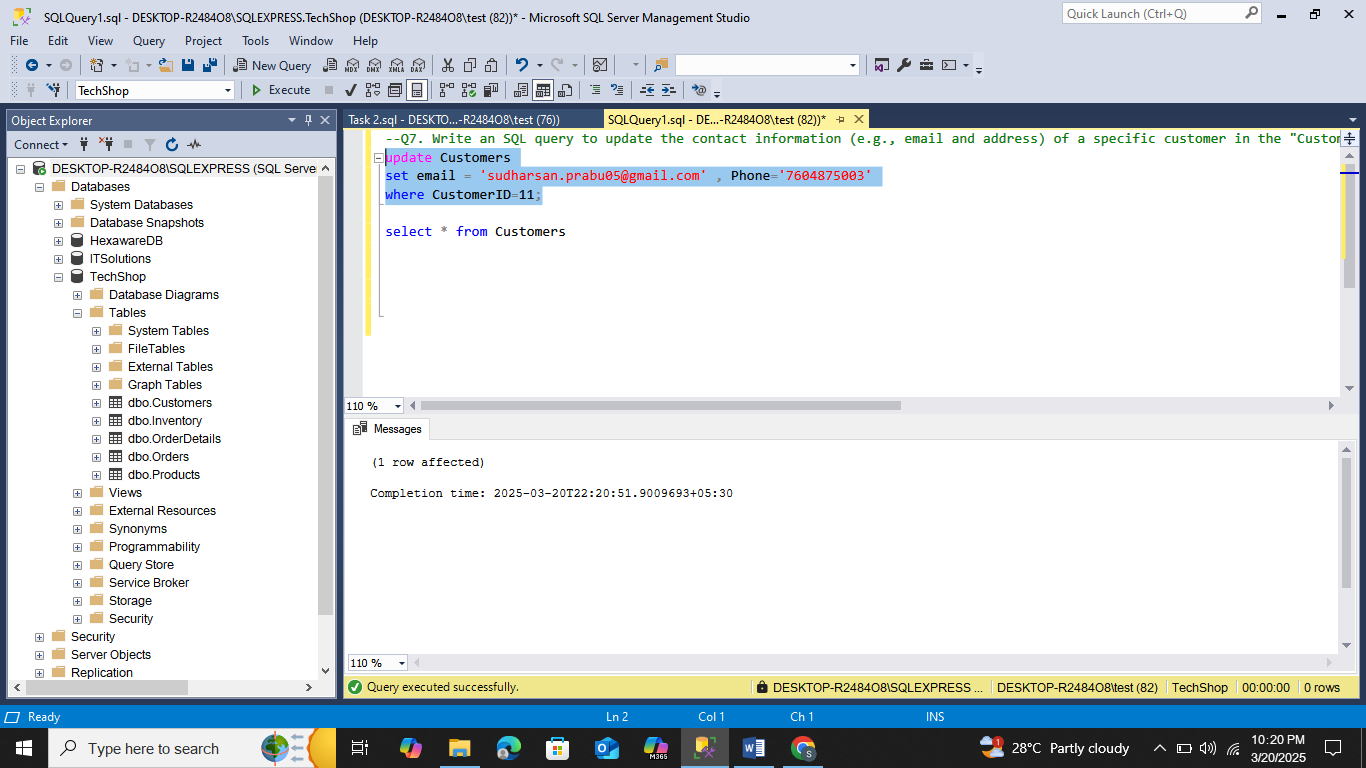 SQLQuery1.sql - DESKTOP-R2484O8\SQLEXPRESS.TechShop (DESKTOP-R2484O8\test (82))* - Microsoft SQL Server Management Studio
Quick Launch (Ctrl+Q)
File Edit View Query Project Tools Window Help
New Query MDX DMX XMLA DAX
TechShop Execute
Object Explorer
Connect
DESKTOP-R2484O8\SQLEXPRESS (SQL Serve
Databases
System Databases
Database Snapshots
HexawareDB
ITSolutions
TechShop
Database Diagrams
Tables
System Tables
FileTables
External Tables
Graph Tables
dbo.Customers
dbo.Inventory
dbo.OrderDetails
dbo.Orders
dbo.Products
Views
External Resources
Synonyms
Programmability
Query Store
Service Broker
Storage
Security
Security
Server Objects
Replication
Task 2.sql - DESKTO...-R2484O8\test (76))
SQLQuery1.sql - DE...-R2484O8\test (82))*
--Q7. Write an SQL query to update the contact information (e.g., email and address) of a specific customer in the "Custom
update Customers
set email = 'sudharsan.prabu05@gmail.com' , Phone='7604875003'
where CustomerID=11;
select * from Customers
110 %
Messages
(1 row affected)
Completion time: 2025-03-20T22:20:51.9009693+05:30
110 %
Query executed successfully.
DESKTOP-R2484O8\SQLEXPRESS ... DESKTOP-R2484O8\test (82) TechShop 00:00:00 0 rows
Ready Ln 2 Col 1 Ch 1 INS
Type here to search
M365
28°C Partly cloudy
10:20 PM
3/20/2025